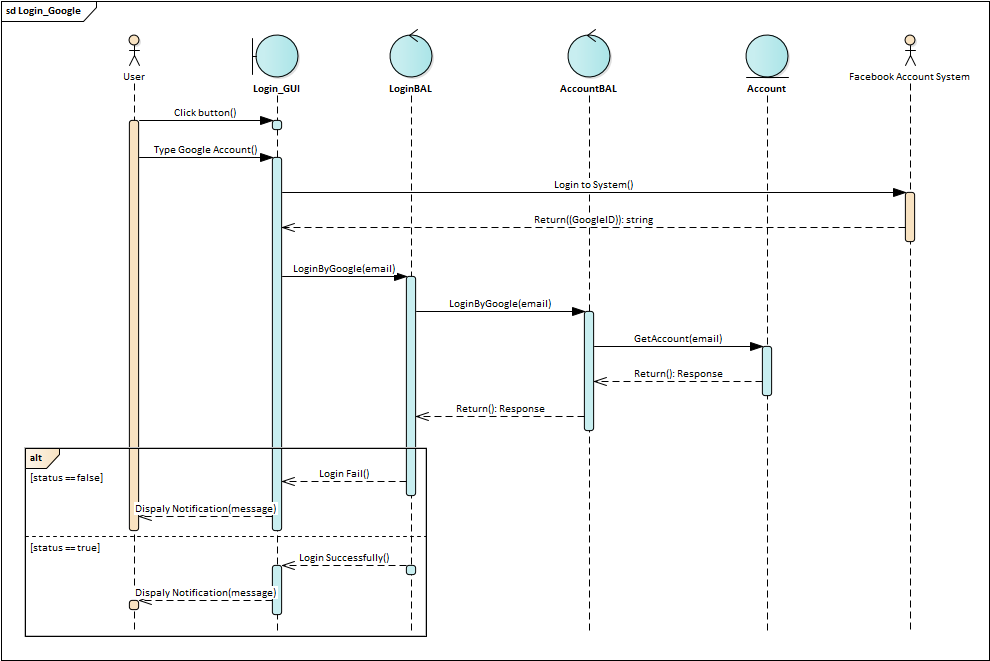 sd Login_Google
User
Login_GUI
LoginBAL
AccountBAL
Account
Facebook Account System
Click button()
Type Google Account()
Login to System()
Return((GoogleID)): string
LoginByGoogle(email)
LoginByGoogle(email)
GetAccount(email)
Return(): Response
Return(): Response
alt
[status ==false]
Login Fail()
Dispaly Notification(message)
[status ==true]
Login Successfully()
Dispaly Notification(message)